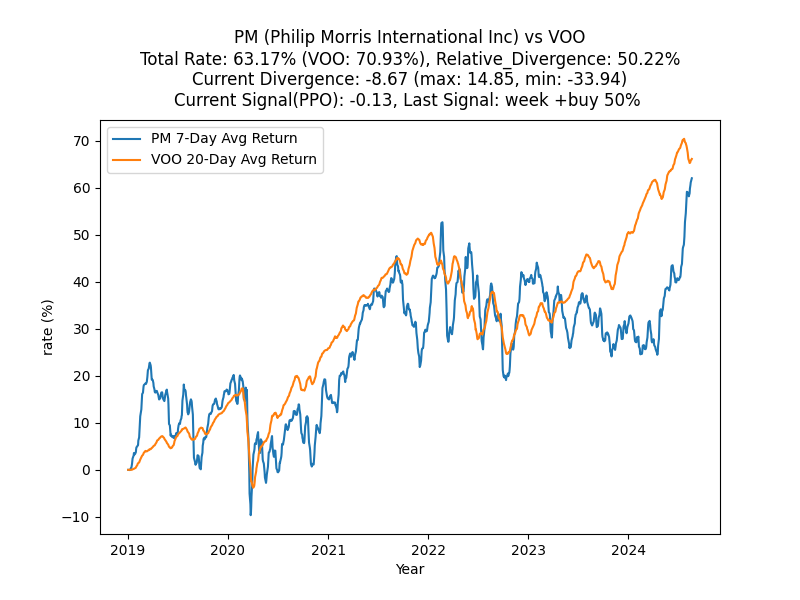 PM (Philip Morris International Inc) vs VOO
Total Rate: 63.17% (VOO: 70.93%), Relative_Divergence: 50.22%
Current Divergence: -8.67 (max: 14.85, min: -33.94)
Current Signal(PPO): -0.13, Last Signal: week +buy 50%
PM 7-Day Avg Return
VOO 20-Day Avg Return
rate (%)
70
60
50
40
30
20
10
0
−10
2019
2020
2021
2022
2023
2024
Year